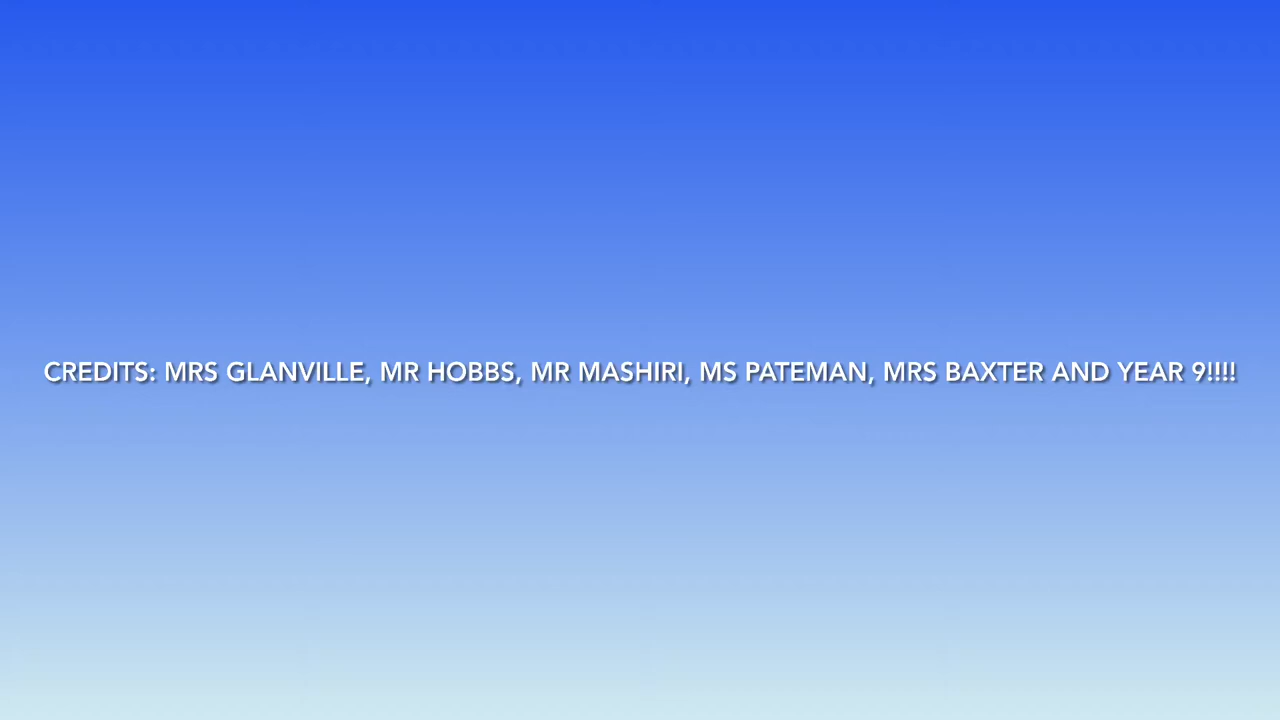 CREDITS: MRS GLANVILLE, MR HOBBS, MR MASHIRI, MS PATEMAN, MRS BAXTER AND YEAR 9!!!!